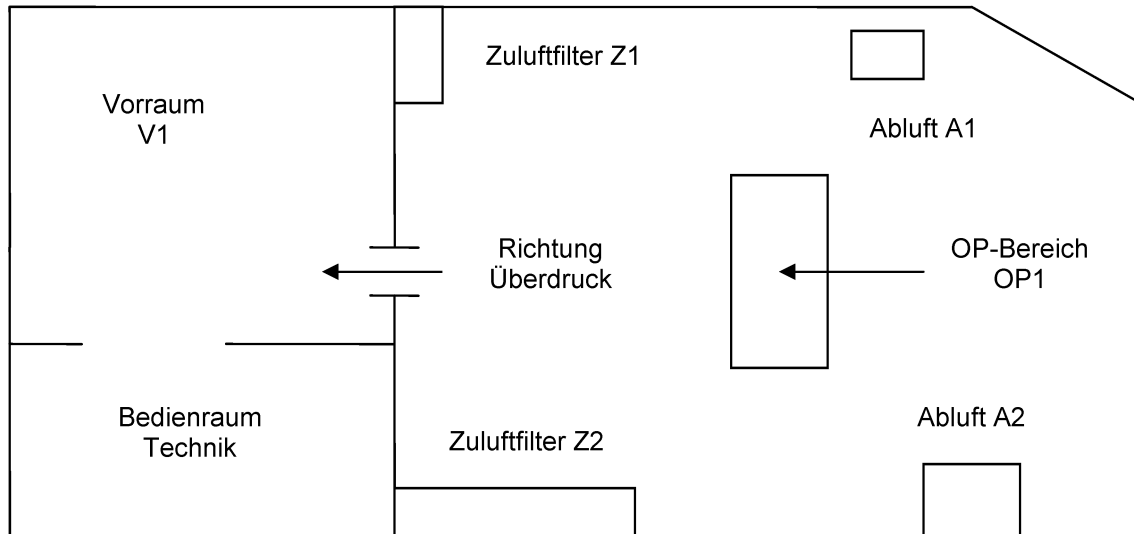 Zuluftfilter Z1
Vorraum
V1
Abluft A1
Richtung
Überdruck
OP-Bereich
OP1
Bedienraum
Technik
Zuluftfilter Z2
Abluft A2